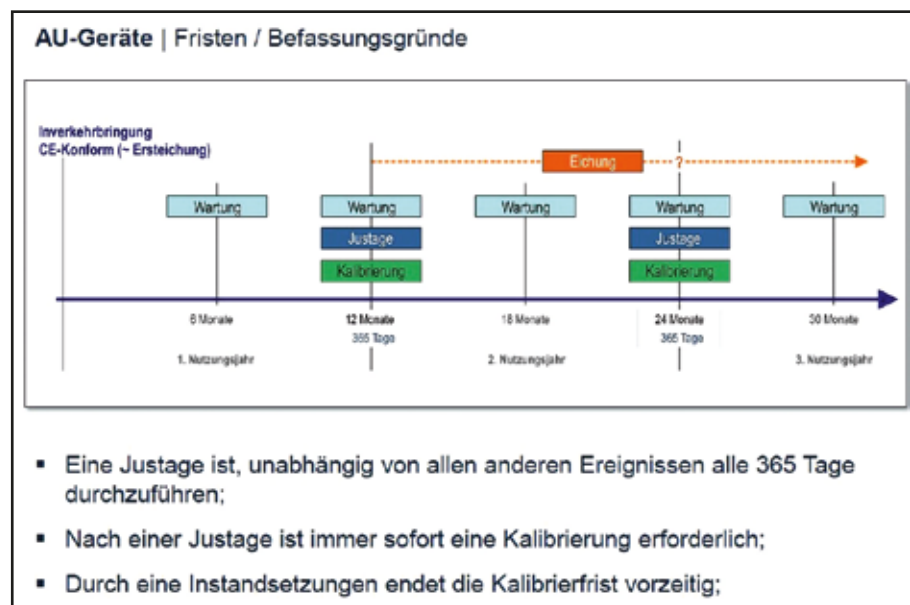 AU-Geräte | Fristen / Befassungsgründe
Inverkehrbringung
CE-Konform (~ Ersteichung)
Eichung
?
Wartung
Wartung
Wartung
Wartung
Wartung
Justage
Justage
Kalibrierung
Kalibrierung
6 Monate
12 Monate
18 Monate
24 Monate
30 Monate
365 Tage
365 Tage
1. Nutzungsjahr
2. Nutzungsjahr
3. Nutzungsjahr
▪ Eine Justage ist, unabhängig von allen anderen Ereignissen alle 365 Tage
durchzuführen;
▪ Nach einer Justage ist immer sofort eine Kalibrierung erforderlich;
▪ Durch eine Instandsetzungen endet die Kalibrierfrist vorzeitig;